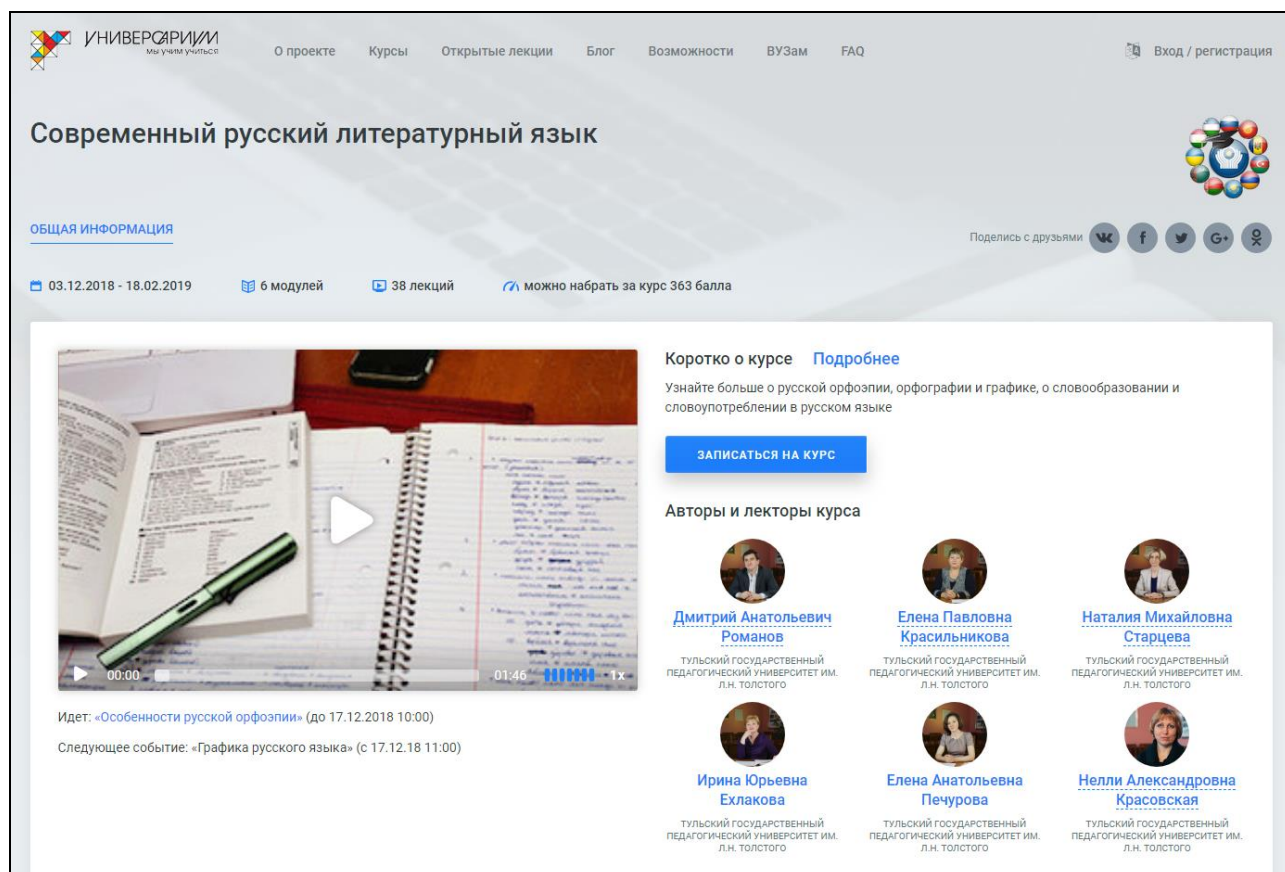 УНИВЕРСАРИУМ
МЫ УЧИМ УЧИТЬСЯ
О проекте Курсы Открытые лекции Блог Возможности ВУЗам FAQ
Вход / регистрация
Современный русский литературный язык
ОБЩАЯ ИНФОРМАЦИЯ
Поделись с друзьями
03.12.2018 - 18.02.2019 6 модулей 38 лекций можно набрать за курс 363 балла
Коротко о курсе Подробнее
Узнайте больше о русской орфоэпии, орфографии и графике, о словообразовании и
словоупотреблении в русском языке
ЗАПИСАТЬСЯ НА КУРС
Авторы и лекторы курса
Дмитрий Анатольевич
Романов
ТУЛЬСКИЙ ГОСУДАРСТВЕННЫЙ
ПЕДАГОГИЧЕСКИЙ УНИВЕРСИТЕТ ИМ.
Л.Н. ТОЛСТОГО
Елена Павловна
Красильникова
ТУЛЬСКИЙ ГОСУДАРСТВЕННЫЙ
ПЕДАГОГИЧЕСКИЙ УНИВЕРСИТЕТ ИМ.
Л.Н. ТОЛСТОГО
Наталия Михайловна
Старцева
ТУЛЬСКИЙ ГОСУДАРСТВЕННЫЙ
ПЕДАГОГИЧЕСКИЙ УНИВЕРСИТЕТ ИМ.
Л.Н. ТОЛСТОГО
Ирина Юрьевна
Ехлакова
ТУЛЬСКИЙ ГОСУДАРСТВЕННЫЙ
ПЕДАГОГИЧЕСКИЙ УНИВЕРСИТЕТ ИМ.
Л.Н. ТОЛСТОГО
Елена Анатольевна
Печурова
ТУЛЬСКИЙ ГОСУДАРСТВЕННЫЙ
ПЕДАГОГИЧЕСКИЙ УНИВЕРСИТЕТ ИМ.
Л.Н. ТОЛСТОГО
Нелли Александровна
Красовская
ТУЛЬСКИЙ ГОСУДАРСТВЕННЫЙ
ПЕДАГОГИЧЕСКИЙ УНИВЕРСИТЕТ ИМ.
Л.Н. ТОЛСТОГО
00:00 01:46 1x
Идет: «Особенности русской орфоэпии» (до 17.12.2018 10:00)
Следующее событие: «Графика русского языка» (с 17.12.18 11:00)